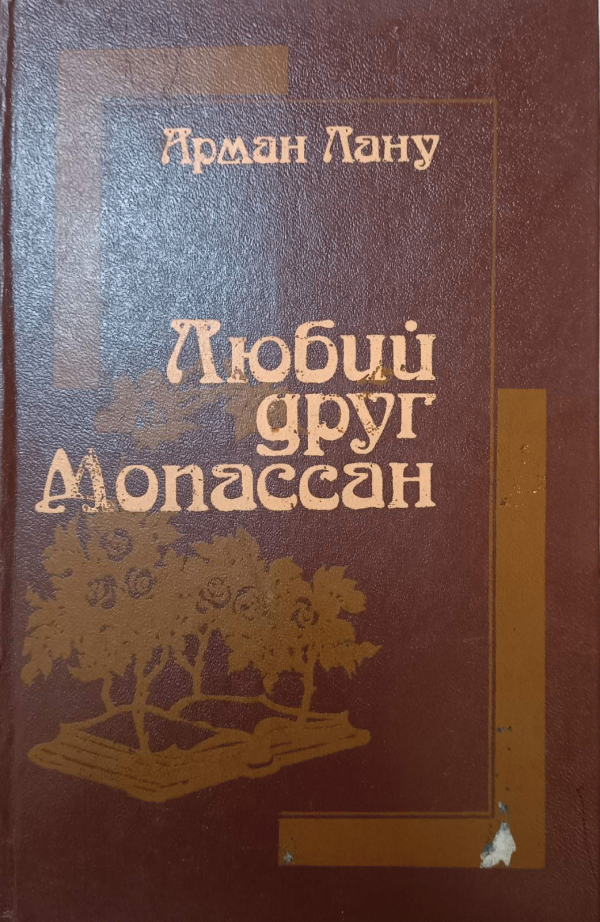 Арман Лану
Любий
друг
Мопассан